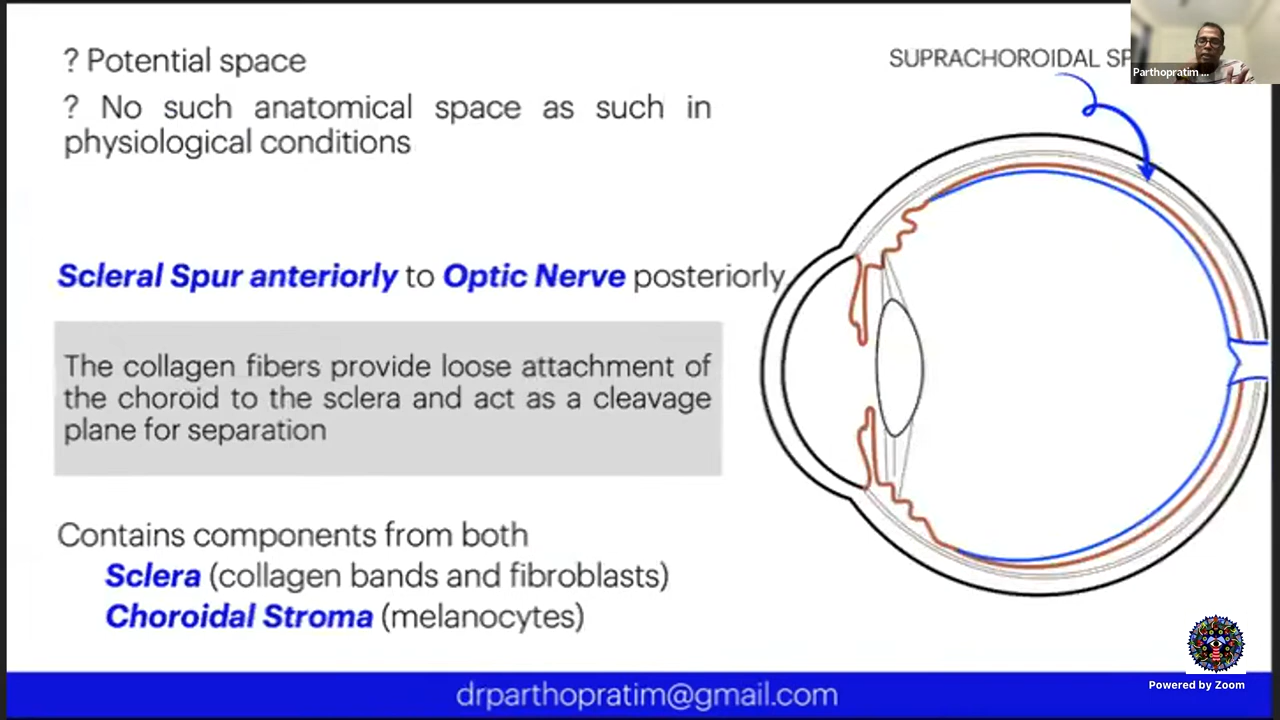 ? Potential space
? No such anatomical space as such in
physiological conditions
SUPRACHOROIDAL SP
Parthopratim ...
Scleral Spur anteriorly to Optic Nerve posteriorly
The collagen fibers provide loose attachment of
the choroid to the sclera and act as a cleavage
plane for separation
Contains components from both
Sclera (collagen bands and fibroblasts)
Choroidal Stroma (melanocytes)
drparthopratim@gmail.com
Powered by Zoom